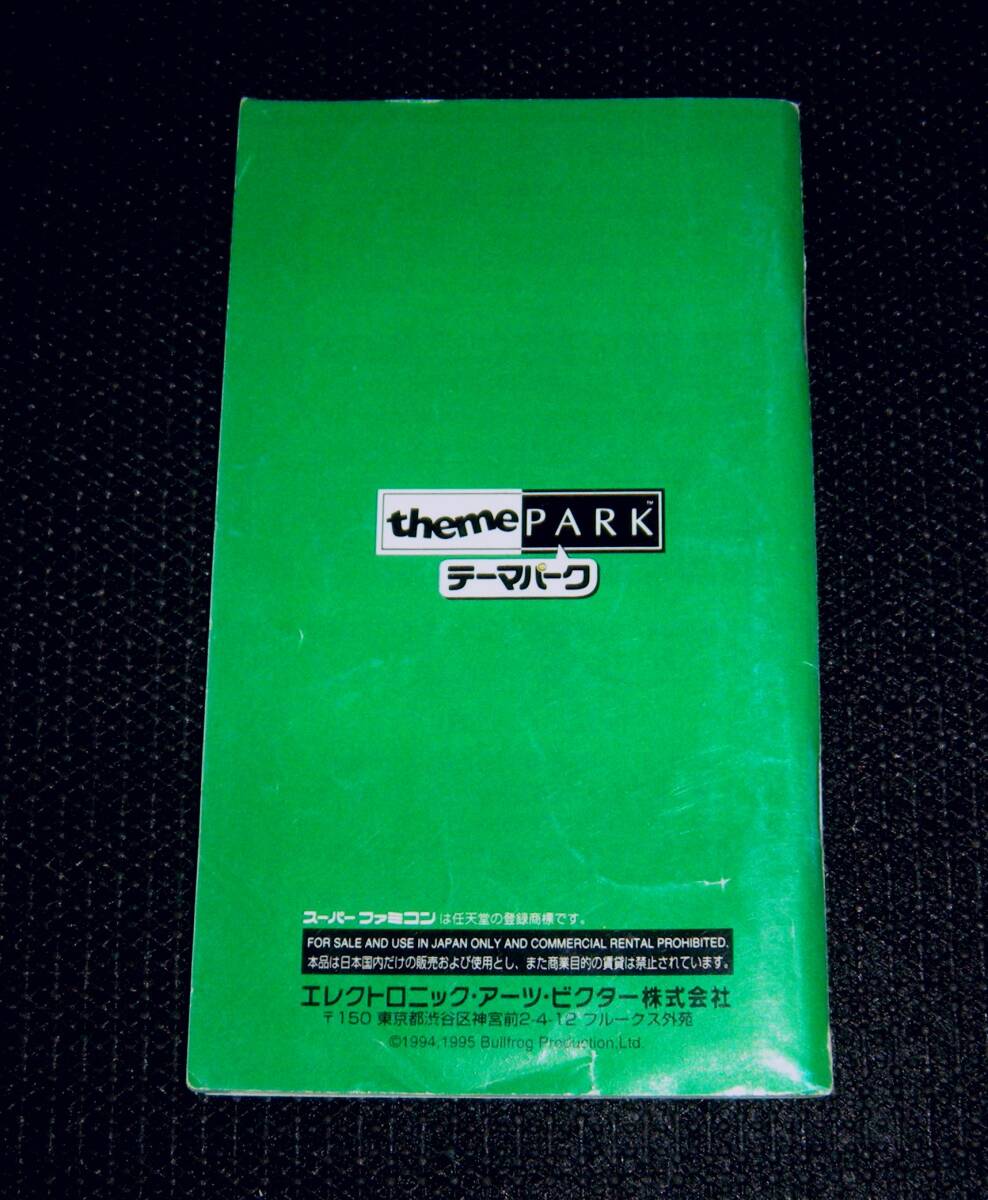 theme PARK™
テーマパーク
スーパーファミコンは任天堂の登録商標です。
FOR SALE AND USE IN JAPAN ONLY AND COMMERCIAL RENTAL PROHIBITED.
本品は日本国内だけの販売および使用とし、また商業目的の賃貸は禁止されています。
エレクトロニック・アーツ・ビクター株式会社
〒150 東京都渋谷区神宮前2-4-12 フルークス外苑
©1994,1995 Bullfrog Production,Ltd.